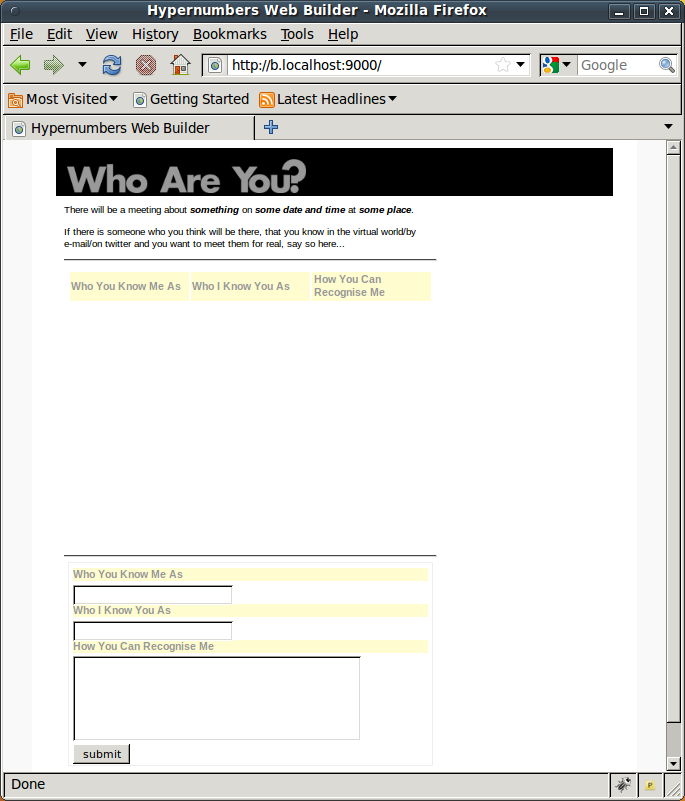 Hypernumbers Web Builder - Mozilla Firefox
File Edit View History Bookmarks Tools Help
http://b.localhost:9000/ Google
Most Visited Getting Started Latest Headlines
Hypernumbers Web Builder
Who Are You?
There will be a meeting about something on some date and time at some place.
If there is someone who you think will be there, that you know in the virtual world/by
e-mail/on twitter and you want to meet them for real, say so here...
Who You Know Me As Who I Know You As How You Can
Recognise Me
Who You Know Me As
Who I Know You As
How You Can Recognise Me
submit
Done P